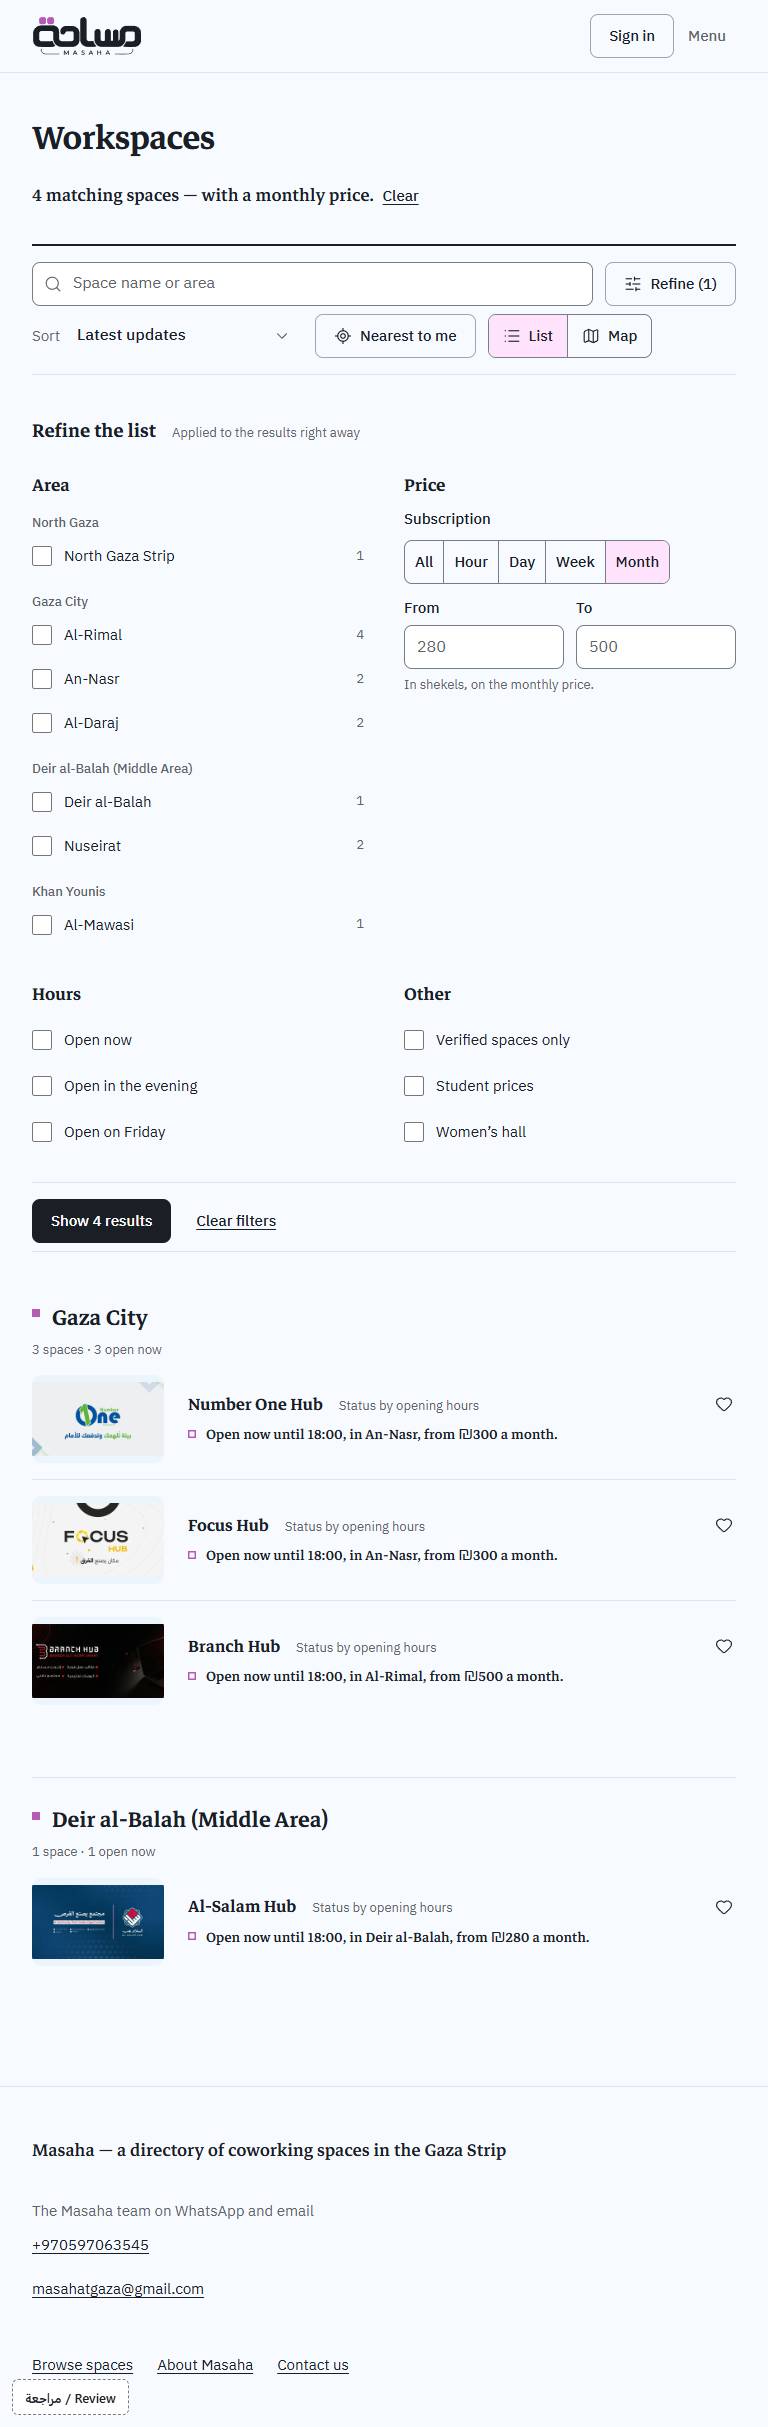 مساحة
MASAHA
Sign in
Menu
Workspaces
4 matching spaces — with a monthly price. Clear
Space name or area
Refine (1)
Sort Latest updates
Nearest to me
List
Map
Refine the list Applied to the results right away
Area
North Gaza
North Gaza Strip 1
Gaza City
Al-Rimal 4
An-Nasr 2
Al-Daraj 2
Deir al-Balah (Middle Area)
Deir al-Balah 1
Nuseirat 2
Khan Younis
Al-Mawasi 1
Price
Subscription
All Hour Day Week Month
From To
280 500
In shekels, on the monthly price.
Hours
Open now
Open in the evening
Open on Friday
Other
Verified spaces only
Student prices
Women’s hall
Show 4 results
Clear filters
Gaza City
3 spaces · 3 open now
Number
One
بيئة تلهمك وتدفعك للأمام
Number One Hub Status by opening hours
Open now until 18:00, in An-Nasr, from ₪300 a month.
FOCUS
HUB
مكان يصنع الفرق
Focus Hub Status by opening hours
Open now until 18:00, in An-Nasr, from ₪300 a month.
BRANCH HUB
Branch Hub Status by opening hours
Open now until 18:00, in Al-Rimal, from ₪500 a month.
Deir al-Balah (Middle Area)
1 space · 1 open now
مجتمع يصنع الفرص
Al-Salam Hub Status by opening hours
Open now until 18:00, in Deir al-Balah, from ₪280 a month.
Masaha — a directory of coworking spaces in the Gaza Strip
The Masaha team on WhatsApp and email
+970597063545
masahatgaza@gmail.com
Browse spaces About Masaha Contact us
مراجعة / Review